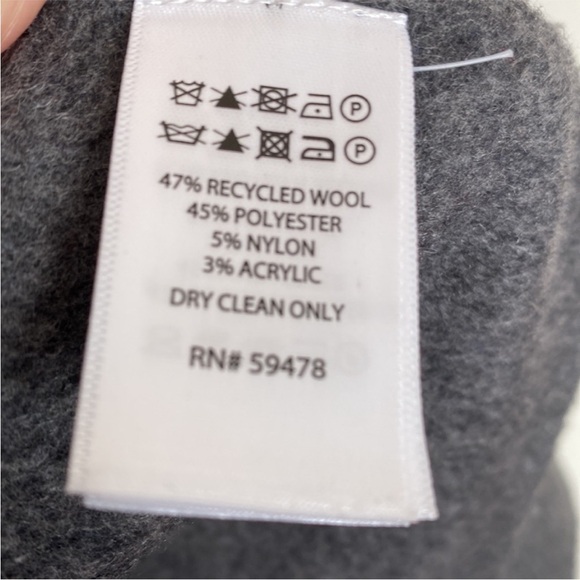 P
P
47% RECYCLED WOOL
45% POLYESTER
5% NYLON
3% ACRYLIC
DRY CLEAN ONLY
RN# 59478